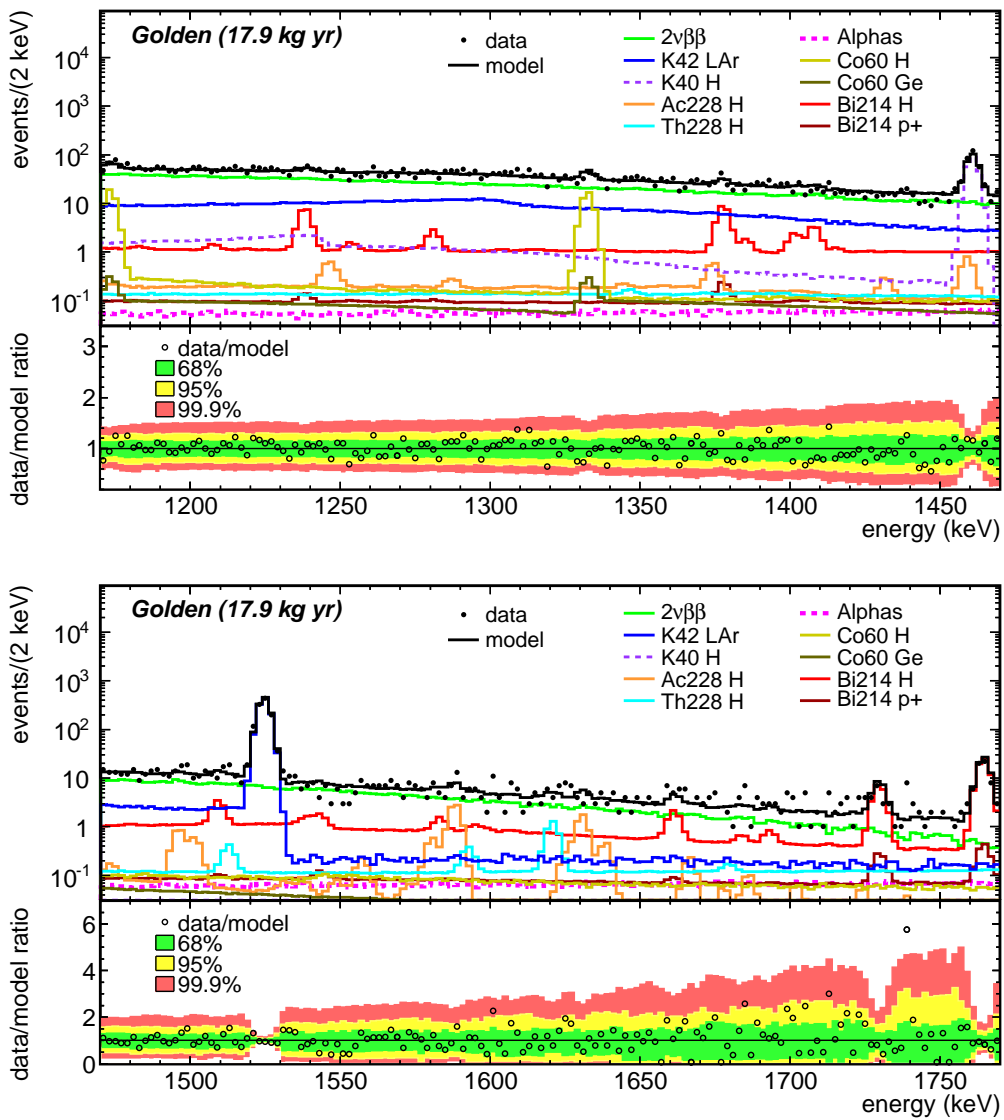 Golden (17.9 kg yr)
data
model
2νββ
K42 LAr
K40 H
Ac228 H
Th228 H
Alphas
Co60 H
Co60 Ge
Bi214 H
Bi214 p+
events/(2 keV)
10^4
10^3
10^2
10
1
10^-1
data/model
68%
95%
99.9%
data/model ratio
3
2
1
1200 1250 1300 1350 1400 1450
energy (keV)
Golden (17.9 kg yr)
data
model
2νββ
K42 LAr
K40 H
Ac228 H
Th228 H
Alphas
Co60 H
Co60 Ge
Bi214 H
Bi214 p+
events/(2 keV)
10^4
10^3
10^2
10
1
10^-1
data/model
68%
95%
99.9%
data/model ratio
6
4
2
0
1500 1550 1600 1650 1700 1750
energy (keV)